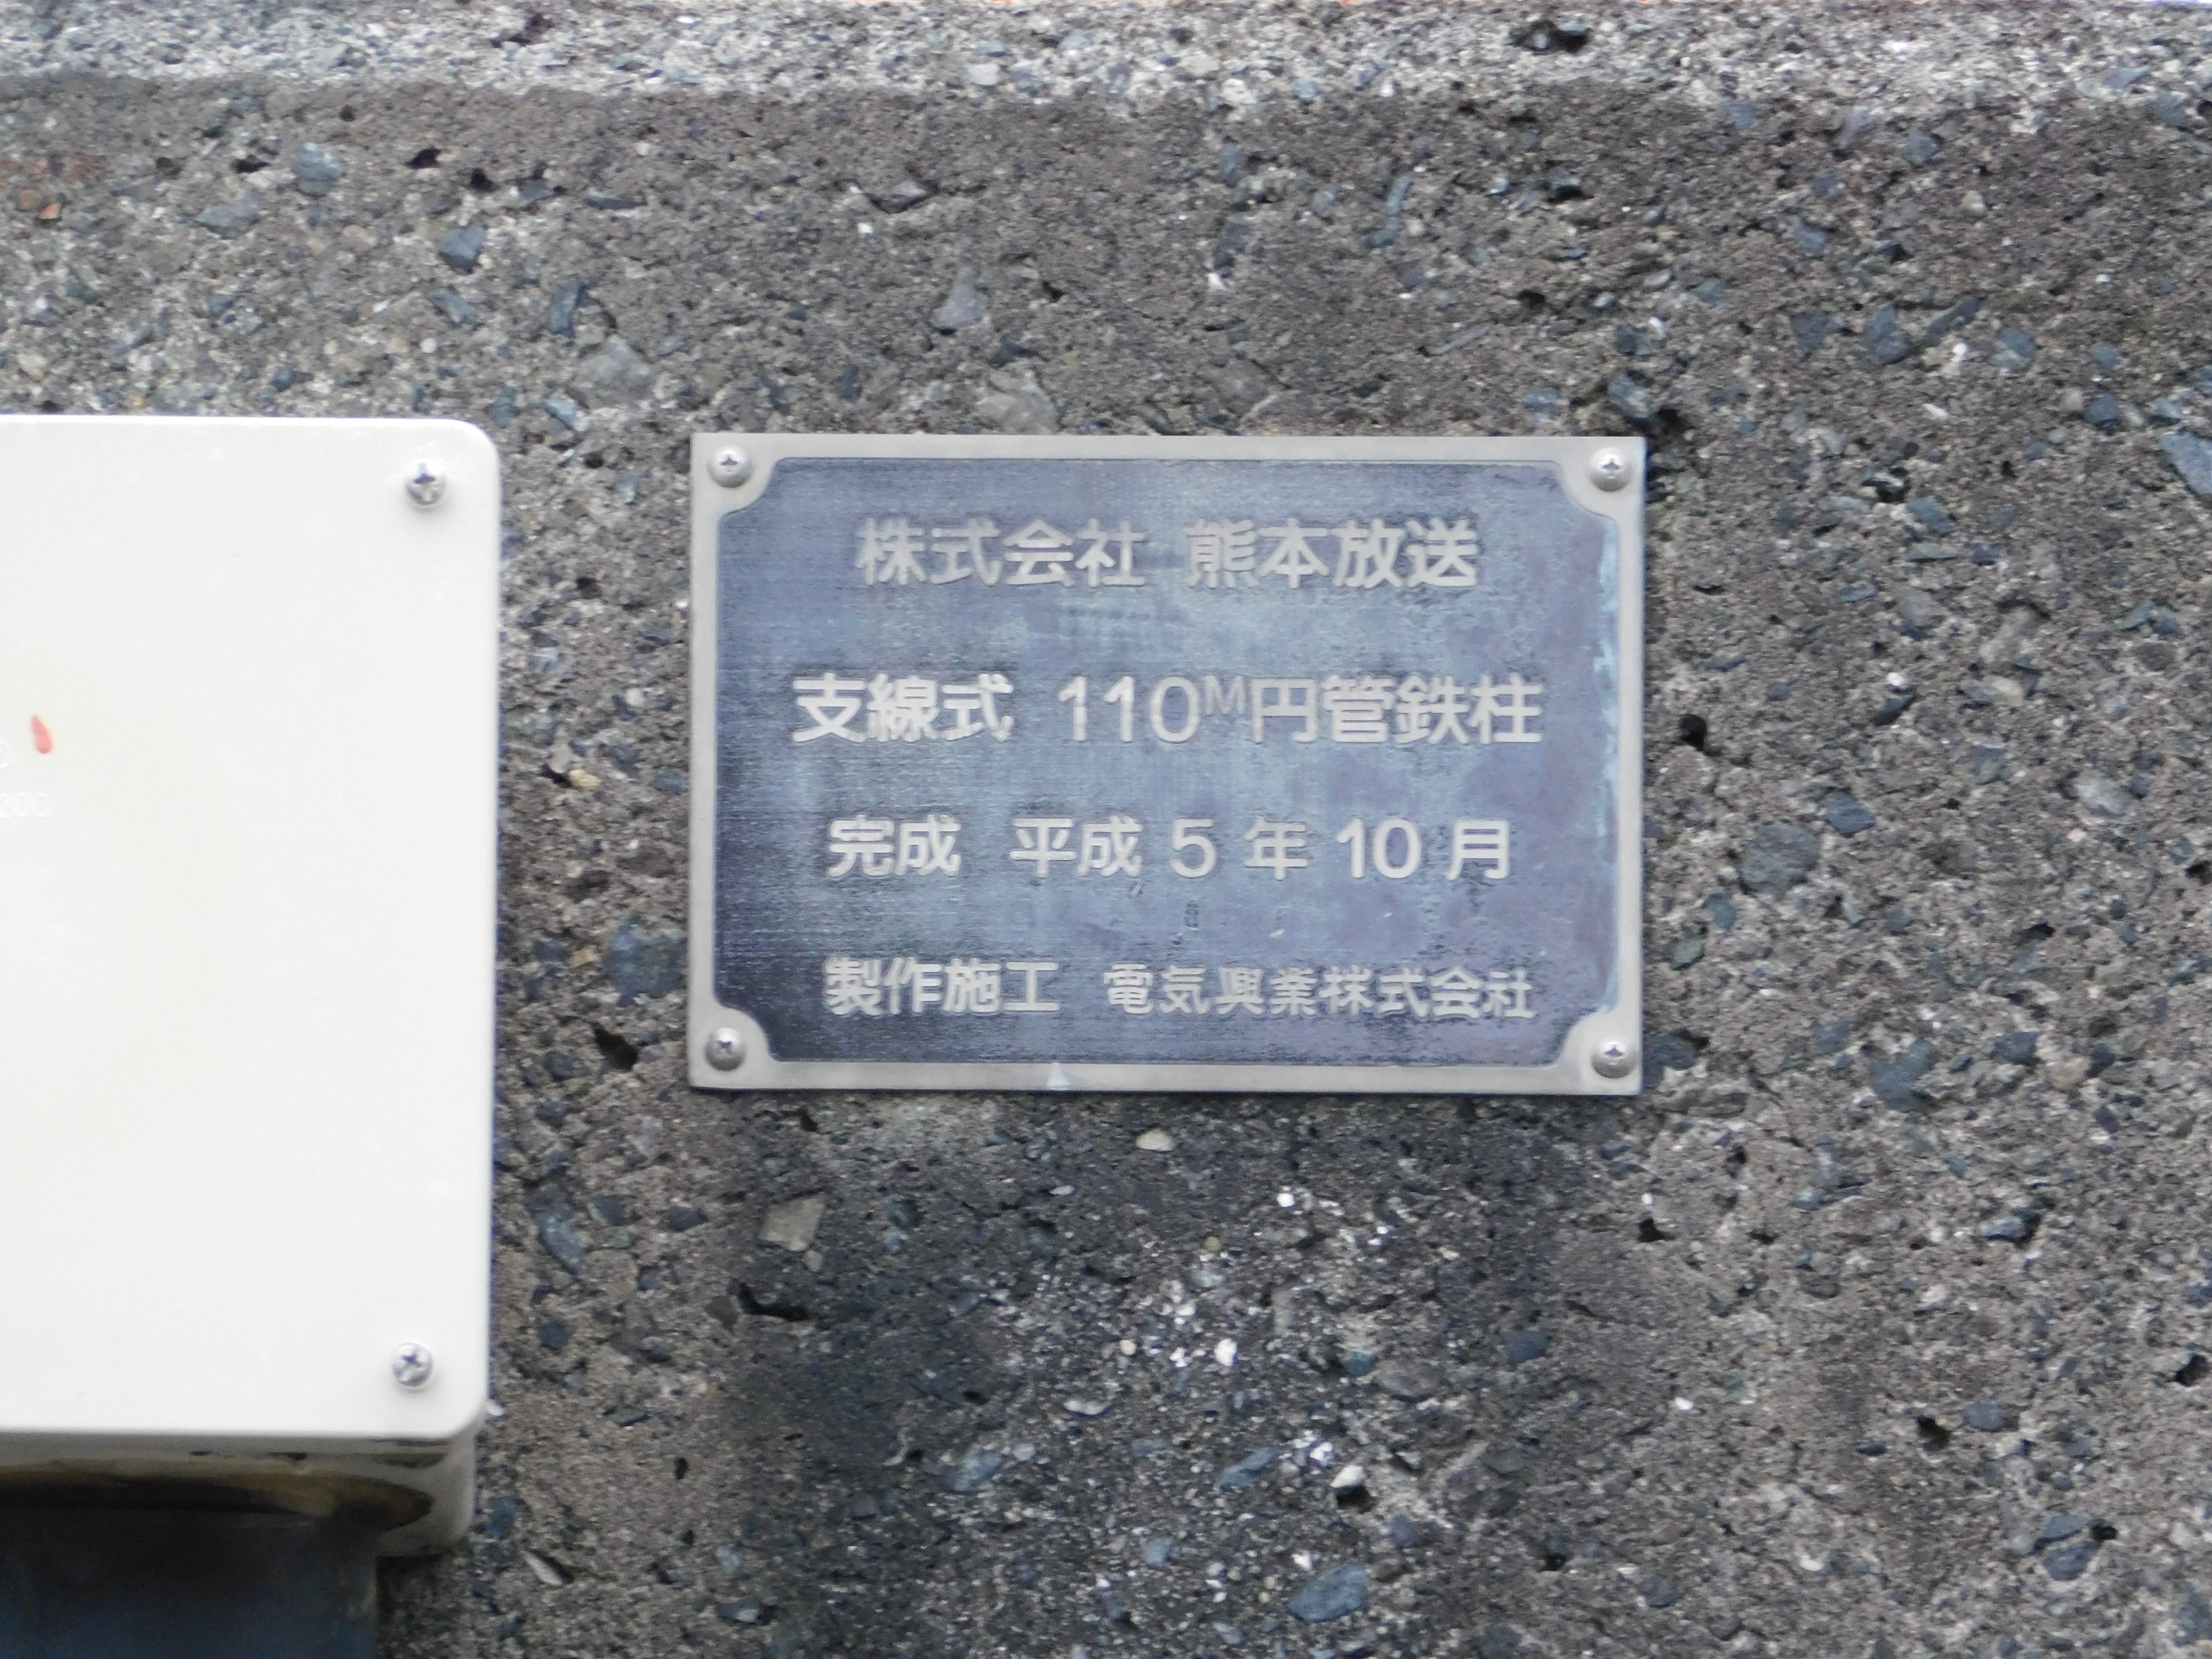 株式会社 熊本放送
支線式 110M円管鉄柱
完成 平成 5 年 10 月
製作施工 電気興業株式会社
200